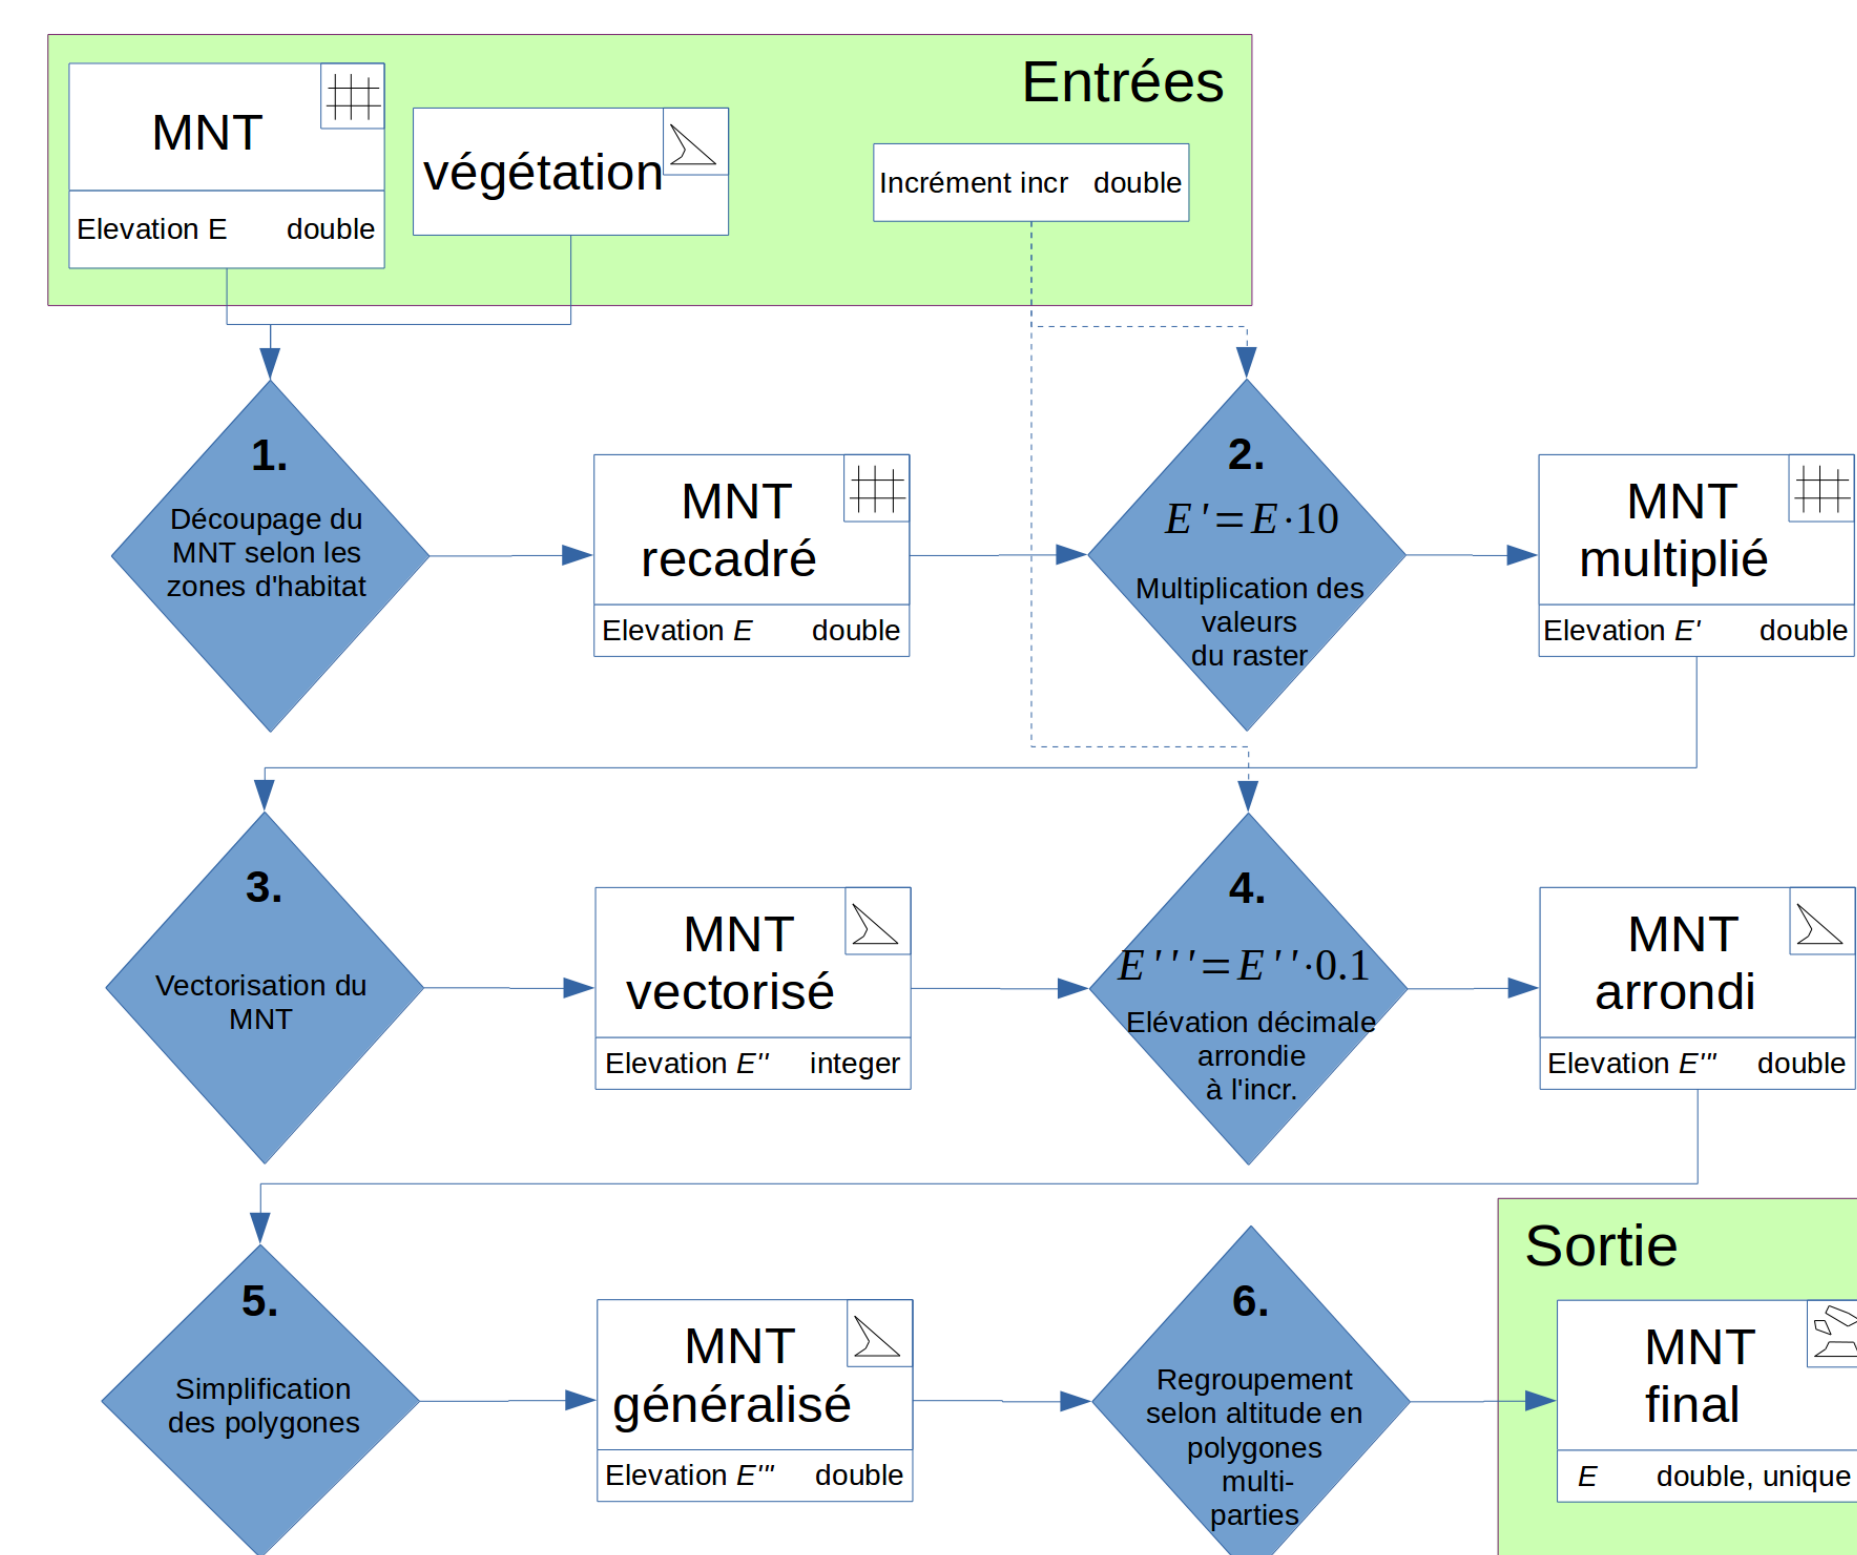 Entrées
MNT
Elevation E double
végétation
Incrément incr double
1.
Découpage du
MNT selon les
zones d'habitat
MNT
recadré
Elevation E double
2.
E'=E·10
Multiplication des
valeurs
du raster
MNT
multiplié
Elevation E' double
3.
Vectorisation du
MNT
MNT
vectorisé
Elevation E'' integer
4.
E'''=E''·0.1
Elévation décimale
arrondie
à l'incr.
MNT
arrondi
Elevation E''' double
5.
Simplification
des polygones
MNT
généralisé
Elevation E''' double
6.
Regroupement
selon altitude en
polygones
multi-
parties
Sortie
MNT
final
E double, unique